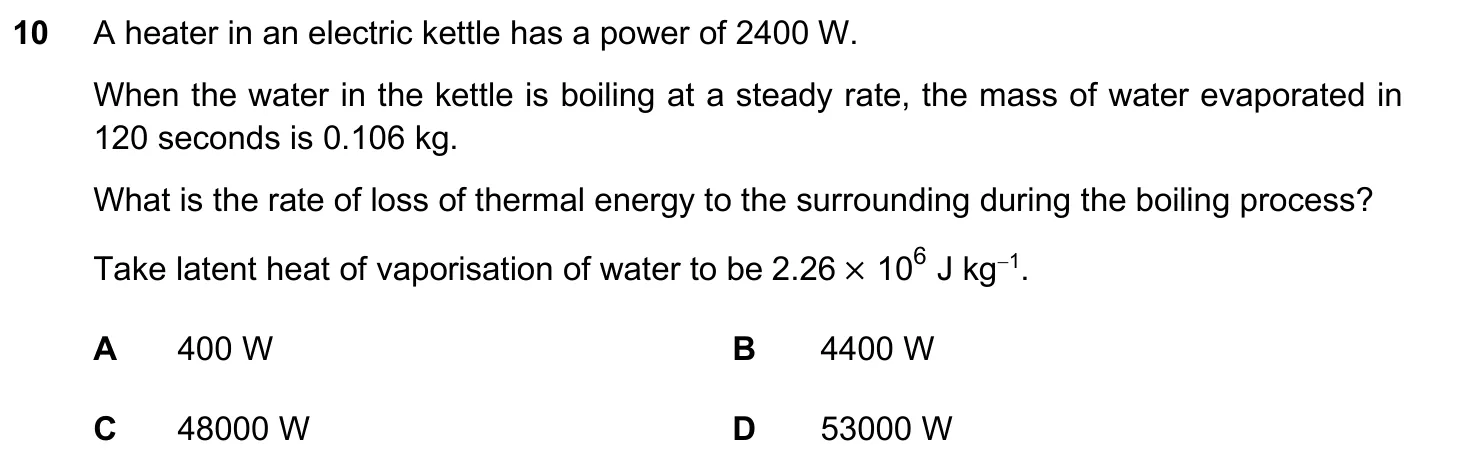 10 A heater in an electric kettle has a power of 2400 W.
When the water in the kettle is boiling at a steady rate, the mass of water evaporated in
120 seconds is 0.106 kg.
What is the rate of loss of thermal energy to the surrounding during the boiling process?
Take latent heat of vaporisation of water to be 2.26 × 10⁶ J kg⁻¹.
A 400 W B 4400 W
C 48000 W D 53000 W